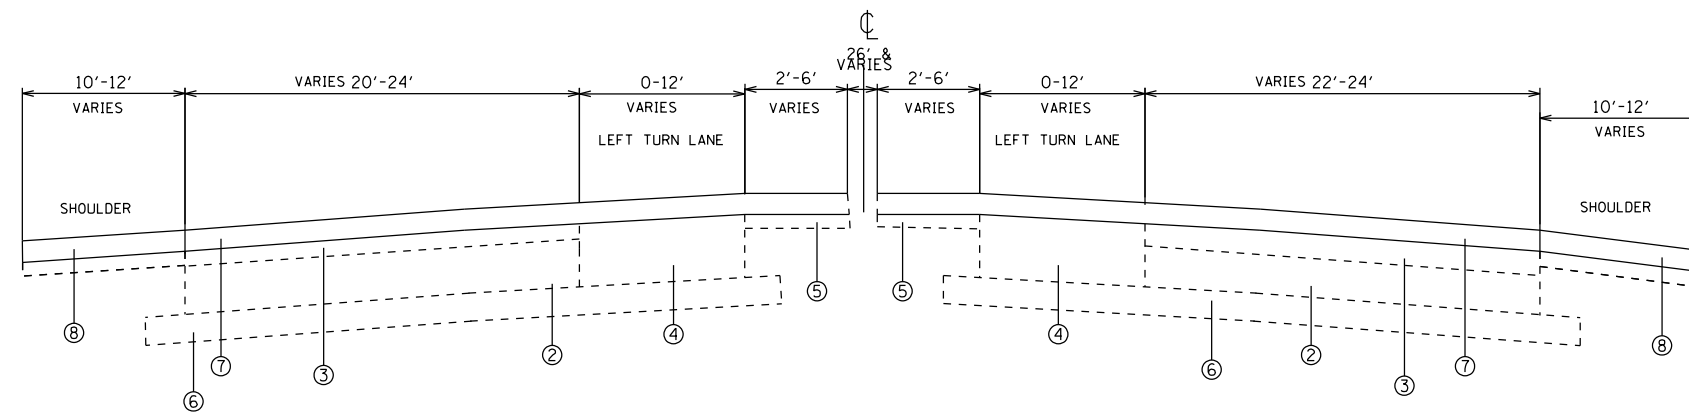 ℄
26' &
VARIES
10'-12'
VARIES
VARIES 20'-24'
0-12'
VARIES
LEFT TURN LANE
2'-6'
VARIES
2'-6'
VARIES
0-12'
VARIES
LEFT TURN LANE
VARIES 22'-24'
10'-12'
VARIES
SHOULDER
SHOULDER
8
6
7
3
2
4
5
5
4
6
2
3
7
8